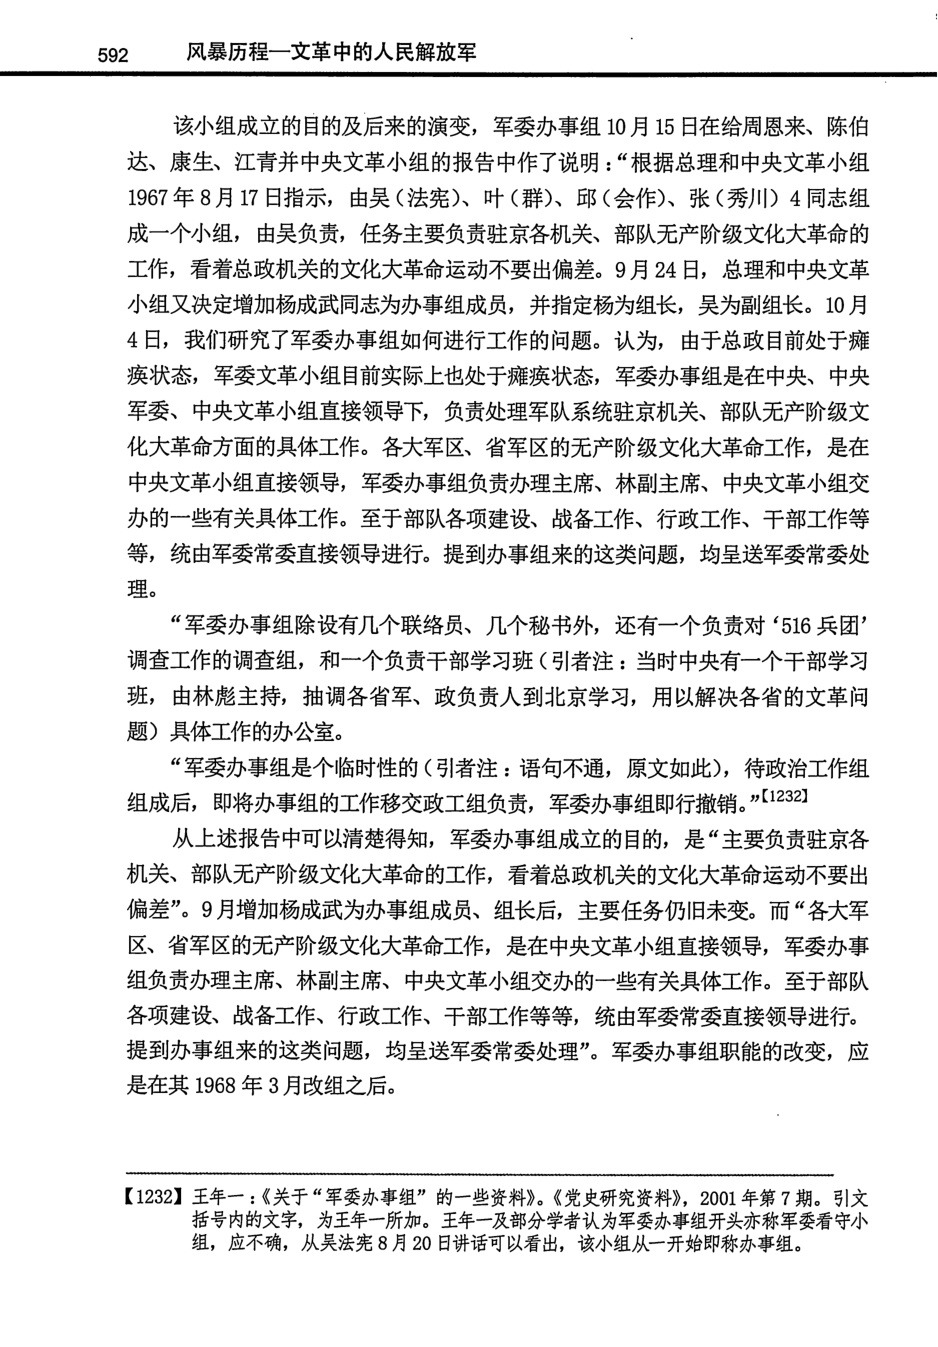 592 风暴历程—文革中的人民解放军
该小组成立的目的及后来的演变，军委办事组10月15日在给周恩来、陈伯
达、康生、江青并中央文革小组的报告中作了说明：“根据总理和中央文革小组
1967年8月17日指示，由吴（法宪）、叶（群）、邱（会作）、张（秀川）4同志组
成一个小组，由吴负责，任务主要负责驻京各机关、部队无产阶级文化大革命的
工作，看着总政机关的文化大革命运动不要出偏差。9月24日，总理和中央文革
小组又决定增加杨成武同志为办事组成员，并指定杨为组长，吴为副组长。10月
4日，我们研究了军委办事组如何进行工作的问题。认为，由于总政目前处于瘫
痪状态，军委文革小组目前实际上也处于瘫痪状态，军委办事组是在中央、中央
军委、中央文革小组直接领导下，负责处理军队系统驻京机关、部队无产阶级文
化大革命方面的具体工作。各大军区、省军区的无产阶级文化大革命工作，是在
中央文革小组直接领导，军委办事组负责办理主席、林副主席、中央文革小组交
办的一些有关具体工作。至于部队各项建设、战备工作、行政工作、干部工作等
等，统由军委常委直接领导进行。提到办事组来的这类问题，均呈送军委常委处
理。
“军委办事组除设有几个联络员、几个秘书外，还有一个负责对‘516兵团’
调查工作的调查组，和一个负责干部学习班（引者注：当时中央有一个干部学习
班，由林彪主持，抽调各省军、政负责人到北京学习，用以解决各省的文革问
题）具体工作的办公室。
“军委办事组是个临时性的（引者注：语句不通，原文如此），待政治工作组
组成后，即将办事组的工作移交政工组负责，军委办事组即行撤销。”【1232】
从上述报告中可以清楚得知，军委办事组成立的目的，是“主要负责驻京各
机关、部队无产阶级文化大革命的工作，看着总政机关的文化大革命运动不要出
偏差”。9月增加杨成武为办事组成员、组长后，主要任务仍旧未变。而“各大军
区、省军区的无产阶级文化大革命工作，是在中央文革小组直接领导，军委办事
组负责办理主席、林副主席、中央文革小组交办的一些有关具体工作。至于部队
各项建设、战备工作、行政工作、干部工作等等，统由军委常委直接领导进行。
提到办事组来的这类问题，均呈送军委常委处理”。军委办事组职能的改变，应
是在其1968年3月改组之后。
【1232】王年一：《关于“军委办事组”的一些资料》。《党史研究资料》，2001年第7期。引文
括号内的文字，为王年一所加。王年一及部分学者认为军委办事组开头亦称军委看守小
组，应不确，从吴法宪8月20日讲话可以看出，该小组从一开始即称办事组。